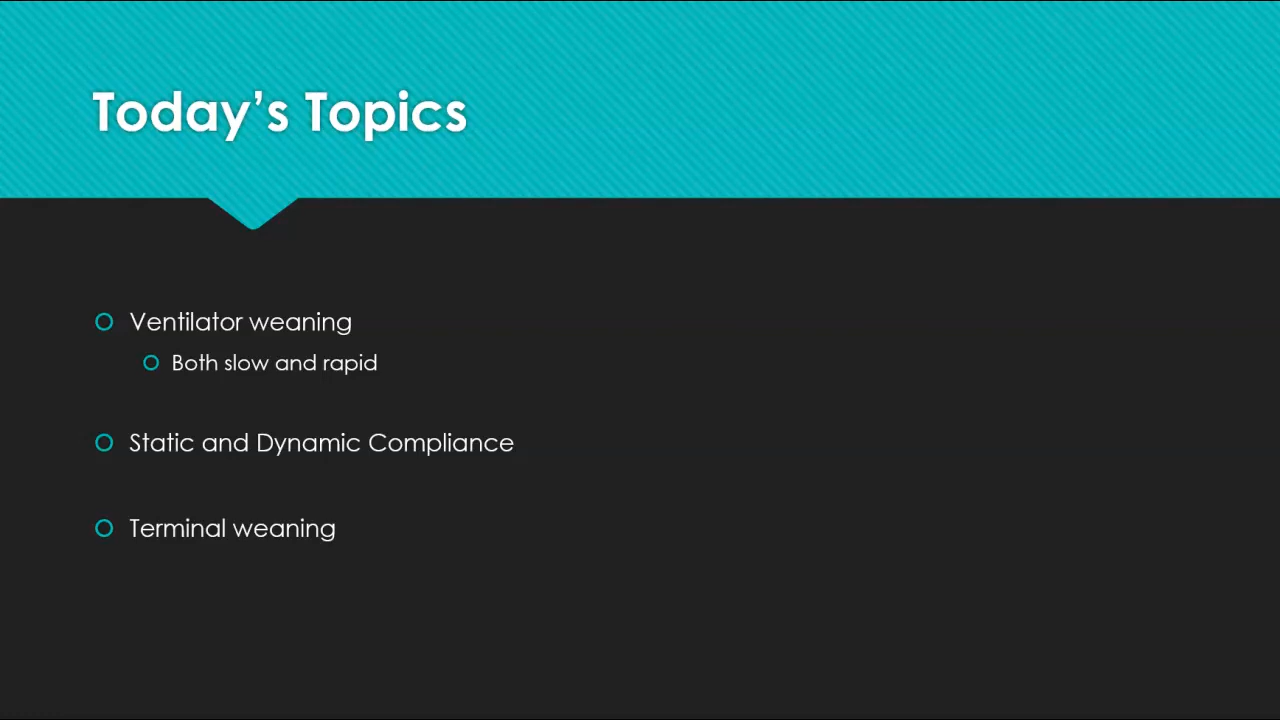 Today's Topics
Ventilator weaning
Both slow and rapid
Static and Dynamic Compliance
Terminal weaning